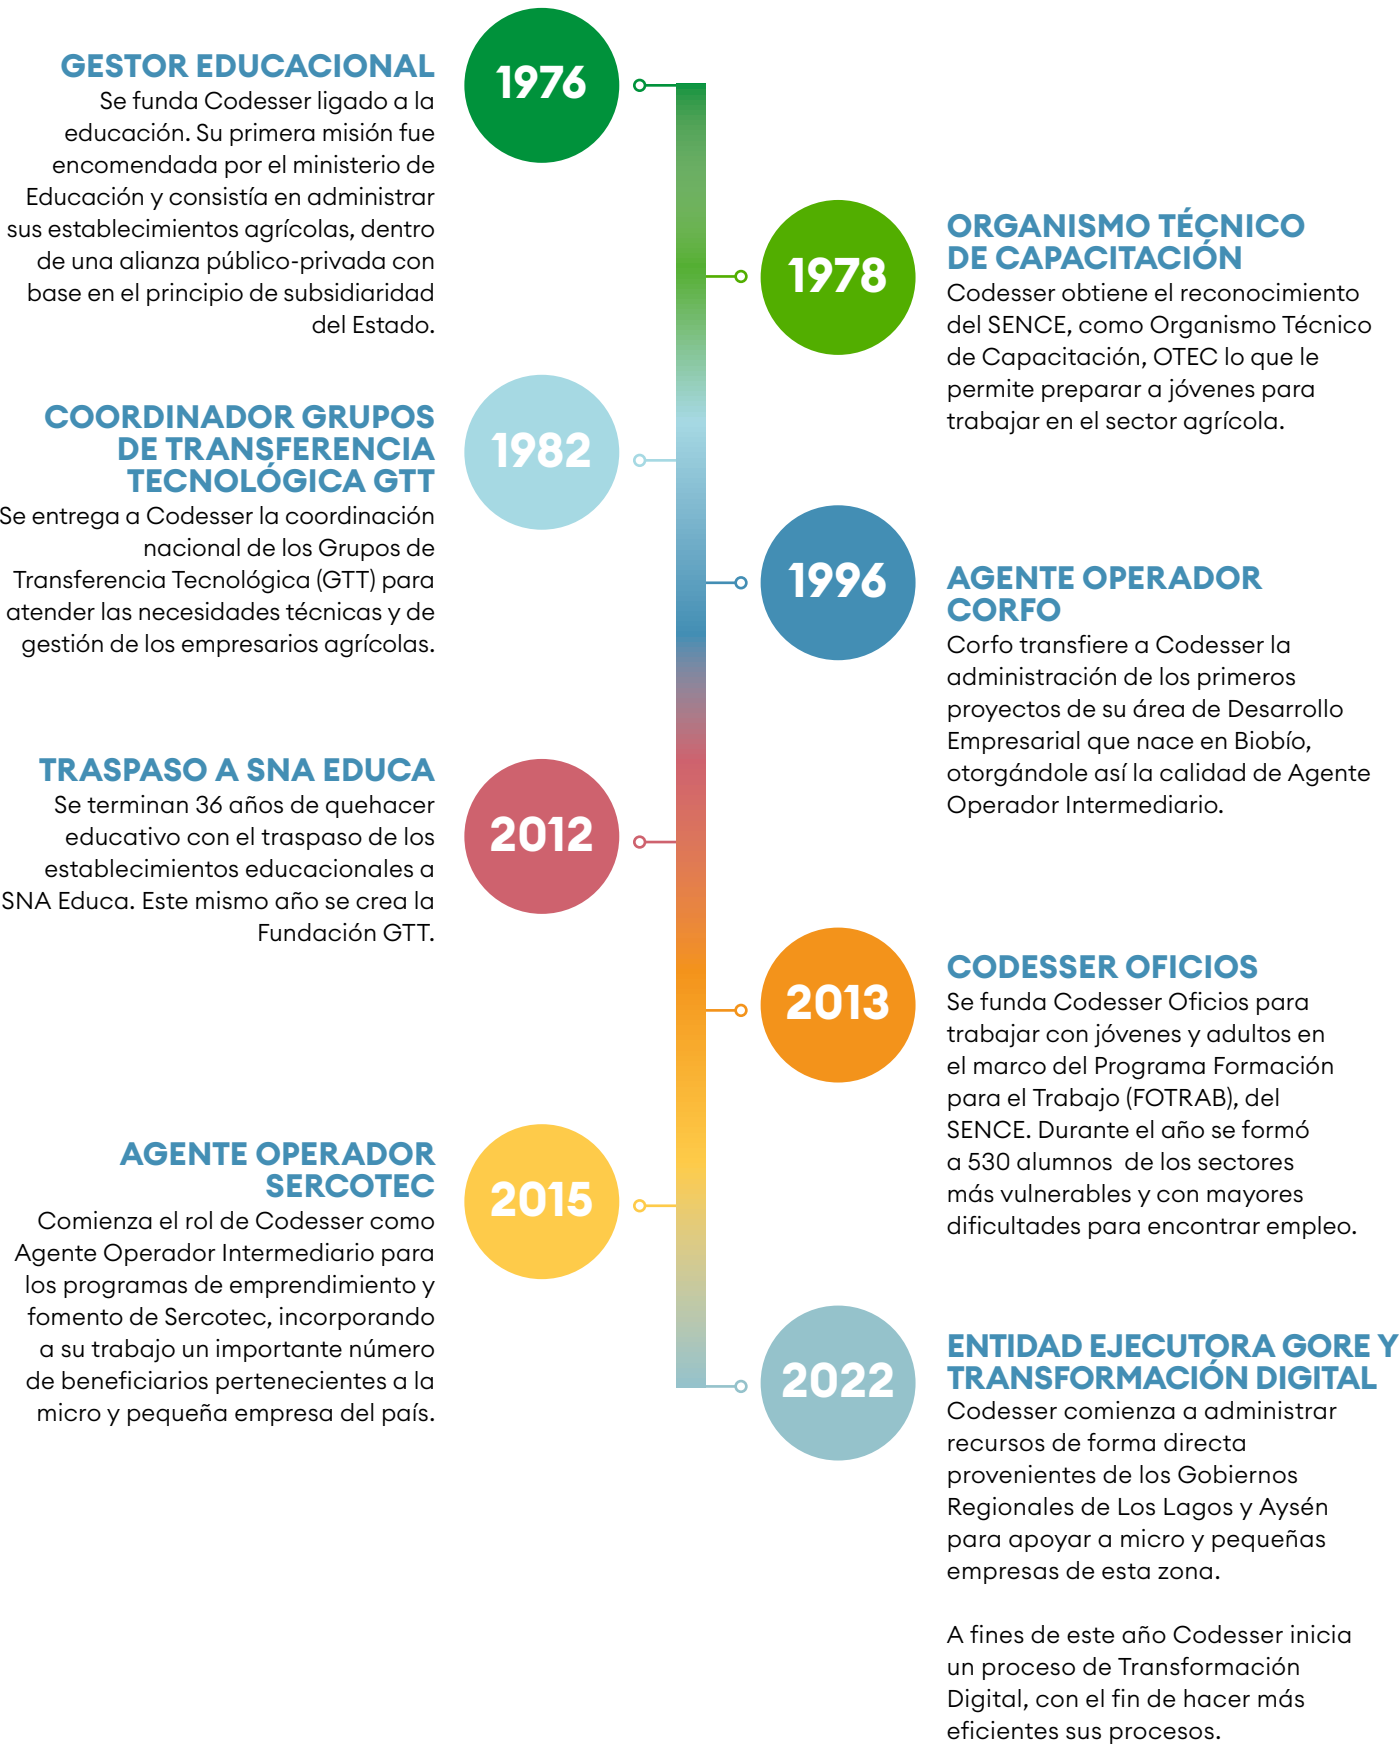 1976
GESTOR EDUCACIONAL
Se funda Codesser ligado a la
educación. Su primera misión fue
encomendada por el ministerio de
Educación y consistía en administrar
sus establecimientos agrícolas, dentro
de una alianza público-privada con
base en el principio de subsidiaridad
del Estado.
1978
ORGANISMO TÉCNICO
DE CAPACITACIÓN
Codesser obtiene el reconocimiento
del SENCE, como Organismo Técnico
de Capacitación, OTEC lo que le
permite preparar a jóvenes para
trabajar en el sector agrícola.
1982
COORDINADOR GRUPOS
DE TRANSFERENCIA
TECNOLÓGICA GTT
Se entrega a Codesser la coordinación
nacional de los Grupos de
Transferencia Tecnológica (GTT) para
atender las necesidades técnicas y de
gestión de los empresarios agrícolas.
1996
AGENTE OPERADOR
CORFO
Corfo transfiere a Codesser la
administración de los primeros
proyectos de su área de Desarrollo
Empresarial que nace en Biobío,
otorgándole así la calidad de Agente
Operador Intermediario.
2012
TRASPASO A SNA EDUCA
Se terminan 36 años de quehacer
educativo con el traspaso de los
establecimientos educacionales a
SNA Educa. Este mismo año se crea la
Fundación GTT.
2013
CODESSER OFICIOS
Se funda Codesser Oficios para
trabajar con jóvenes y adultos en
el marco del Programa Formación
para el Trabajo (FOTRAB), del
SENCE. Durante el año se formó
a 530 alumnos  de los sectores
más vulnerables y con mayores
dificultades para encontrar empleo.
2015
AGENTE OPERADOR
SERCOTEC
Comienza el rol de Codesser como
Agente Operador Intermediario para
los programas de emprendimiento y
fomento de Sercotec, incorporando
a su trabajo un importante número
de beneficiarios pertenecientes a la
micro y pequeña empresa del país.
2022
ENTIDAD EJECUTORA GORE Y
TRANSFORMACIÓN DIGITAL
Codesser comienza a administrar
recursos de forma directa
provenientes de los Gobiernos
Regionales de Los Lagos y Aysén
para apoyar a micro y pequeñas
empresas de esta zona.
A fines de este año Codesser inicia
un proceso de Transformación
Digital, con el fin de hacer más
eficientes sus procesos.